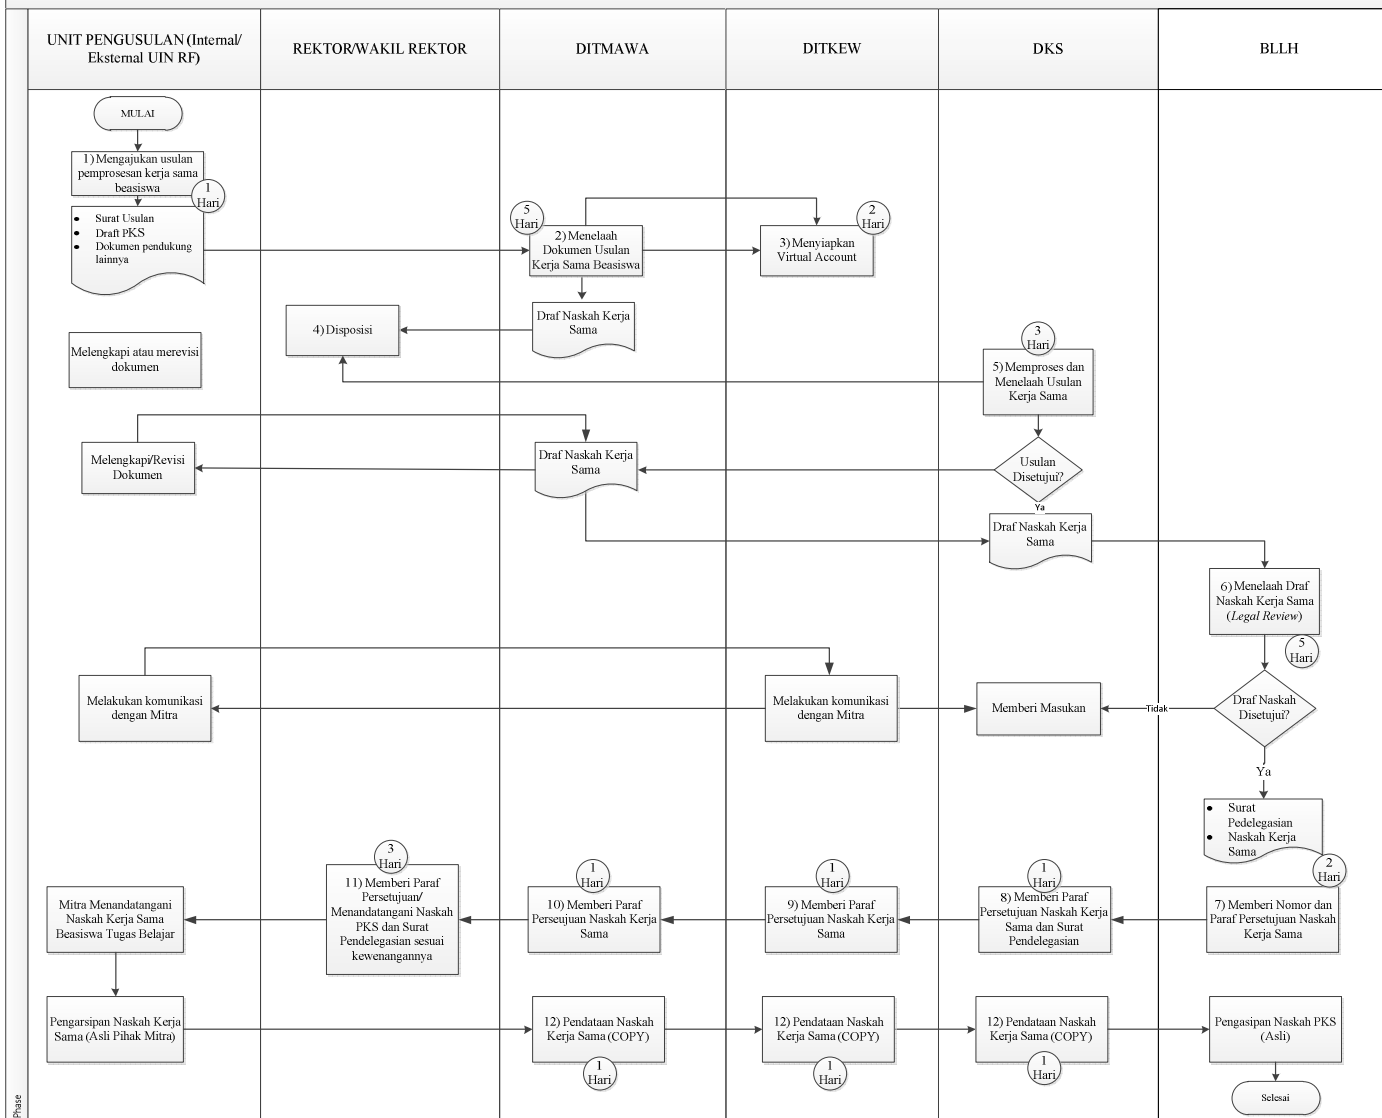 UNIT PENGUSULAN (Internal/
Eksternal UIN RF)
REKTOR/WAKIL REKTOR
DITMAWA
DITKEW
DKS
BLLH
MULAI
1) Mengajukan usulan
pemprosesan kerja sama
beasiswa
1
Hari
Surat Usulan
Draft PKS
Dokumen pendukung
lainnya
5
Hari
2) Menelaah
Dokumen Usulan
Kerja Sama Beasiswa
2
Hari
3) Menyiapkan
Virtual Account
Draf Naskah Kerja
Sama
4) Disposisi
Melengkapi atau merevisi
dokumen
3
Hari
5) Memproses dan
Menelaah Usulan
Kerja Sama
Melengkapi/Revisi
Dokumen
Draf Naskah Kerja
Sama
Usulan
Disetujui?
Ya
Draf Naskah Kerja
Sama
6) Menelaah Draf
Naskah Kerja Sama
(Legal Review)
5
Hari
Melakukan komunikasi
dengan Mitra
Melakukan komunikasi
dengan Mitra
Memberi Masukan
Tidak
Draf Naskah
Disetujui?
Ya
Surat
Pedelegasian
Naskah Kerja
Sama
2
Hari
7) Memberi Nomor dan
Paraf Persetujuan Naskah
Kerja Sama
1
Hari
8) Memberi Paraf
Persetujuan Naskah Kerja
Sama dan Surat
Pendelegasian
1
Hari
9) Memberi Paraf
Persetujuan Naskah Kerja
Sama
1
Hari
10) Memberi Paraf
Perseujuan Naskah Kerja
Sama
3
Hari
11) Memberi Paraf
Persetujuan/
Menandatangani Naskah
PKS dan Surat
Pendelegasian sesuai
kewenangannya
Mitra Menandatangani
Naskah Kerja Sama
Beasiswa Tugas Belajar
Pengarsipan Naskah Kerja
Sama (Asli Pihak Mitra)
12) Pendataan Naskah
Kerja Sama (COPY)
1
Hari
12) Pendataan Naskah
Kerja Sama (COPY)
1
Hari
12) Pendataan Naskah
Kerja Sama (COPY)
1
Hari
Pengasipan Naskah PKS
(Asli)
Selesai
Phase